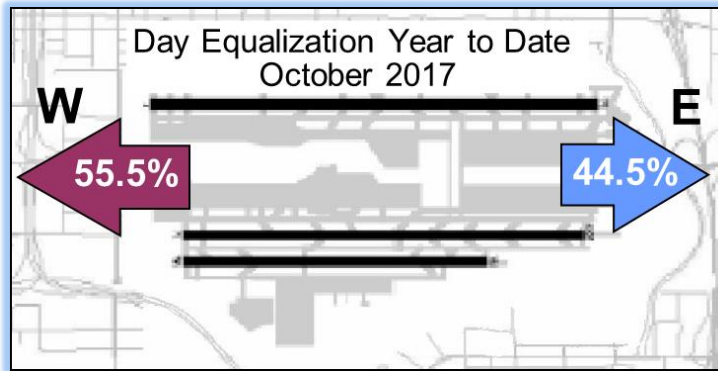 Day Equalization Year to Date
October 2017
W
E
55.5%
44.5%